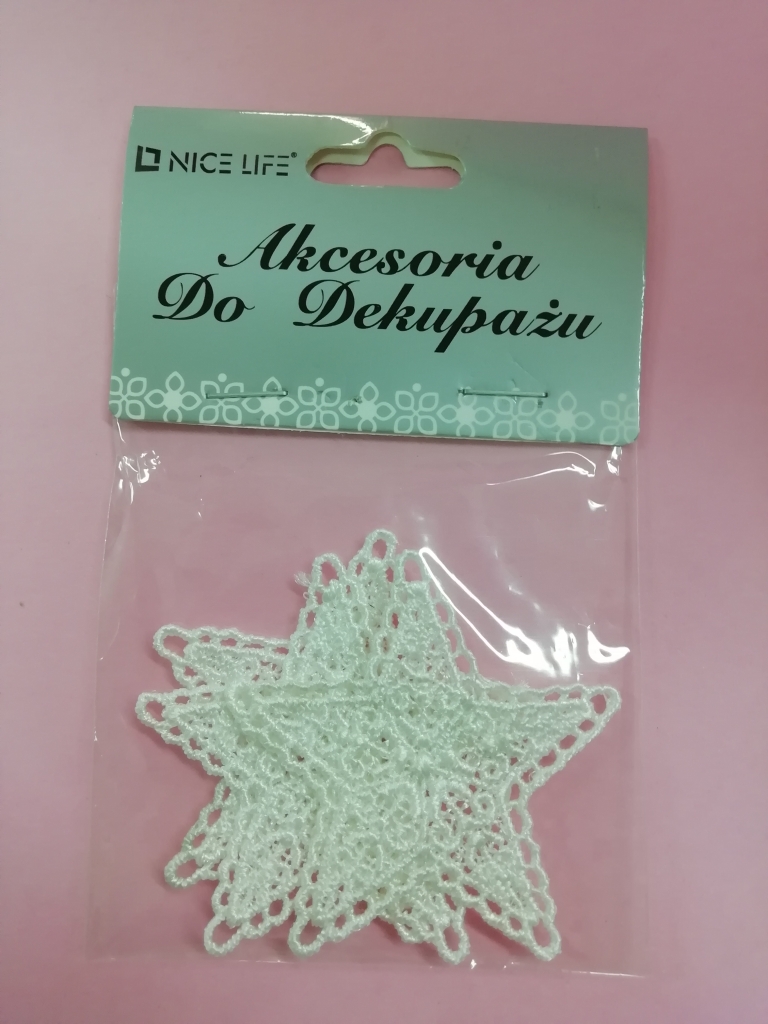 NICE LIFE®
Akcesoria
Do Dekupażu